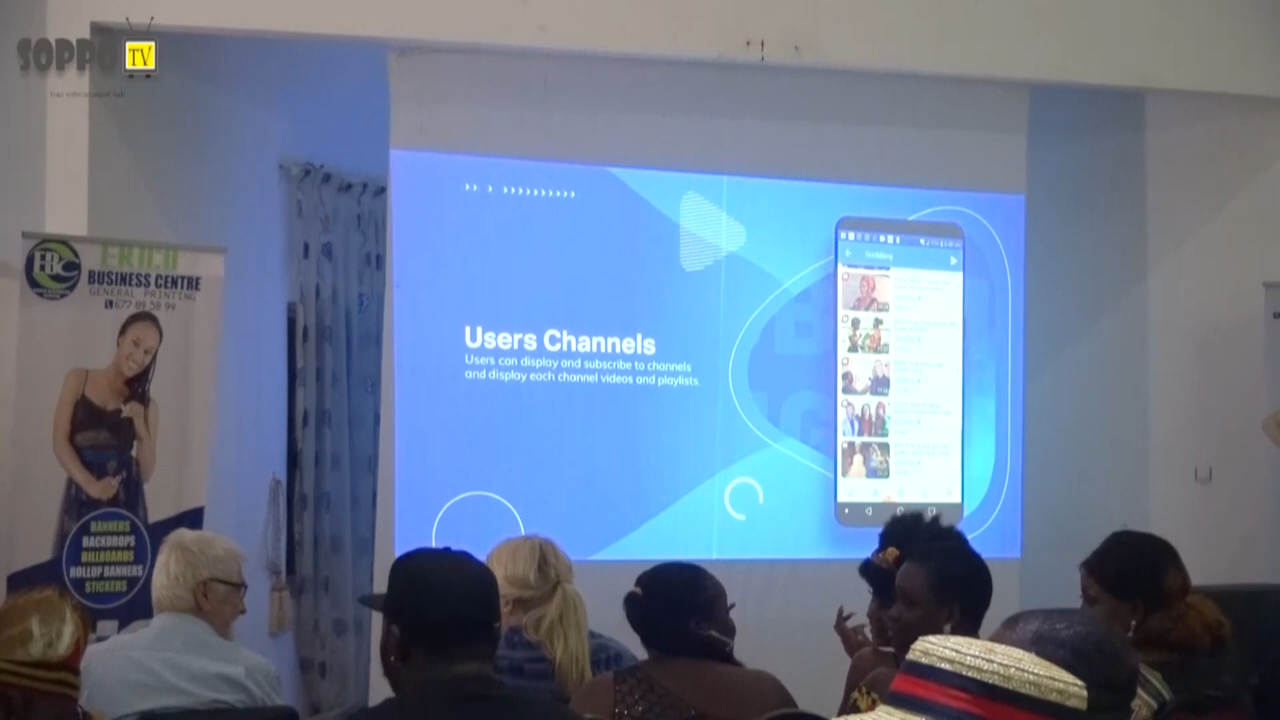 SOPPO TV
EBC
BUSINESS CENTRE
GENERAL PRINTING
677 89 58 99
BANNERS
BACKDROPS
BILLBOARDS
ROLLUP BANNERS
STICKERS
Users Channels
Users can display and subscribe to channels
and display each channel videos and playlists.